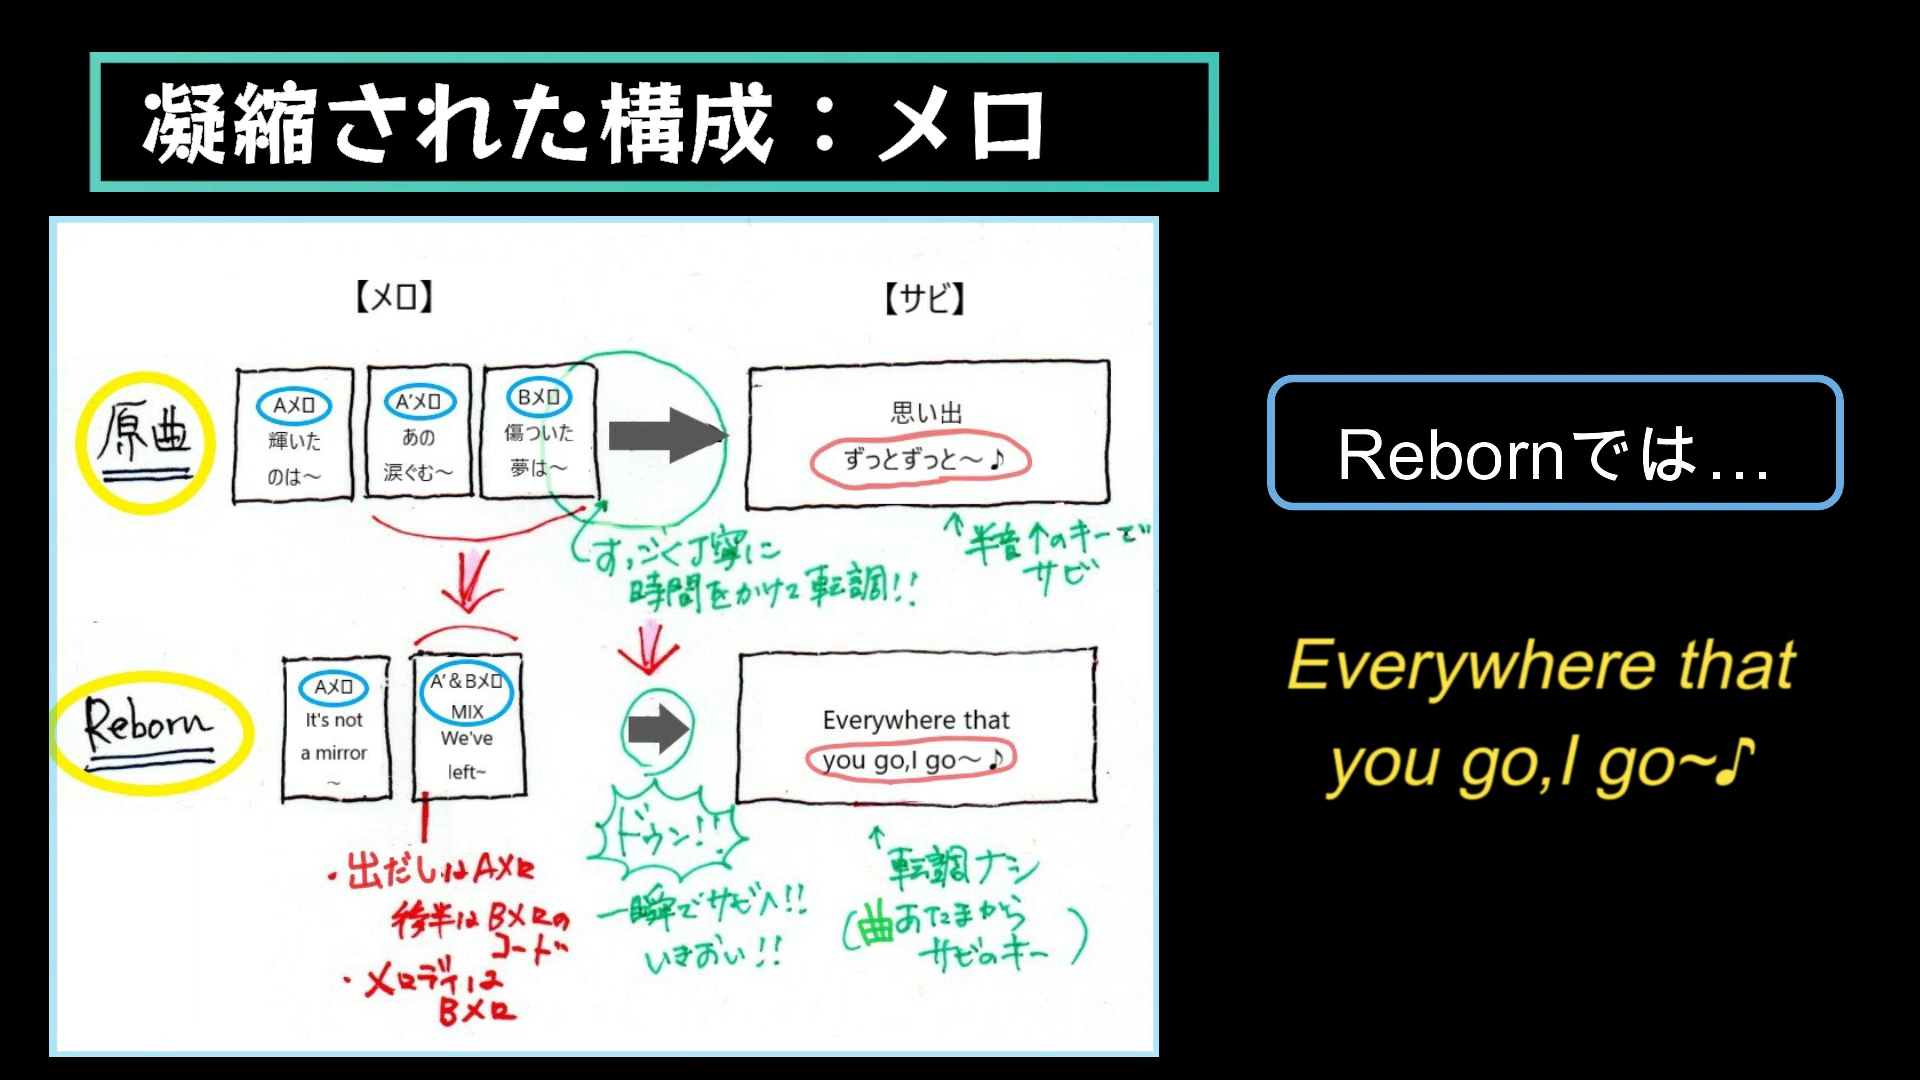 凝縮された構成：メロ
【メロ】
【サビ】
原曲
Aメロ
輝いた
のは～
A’メロ
あの
涙ぐむ～
Bメロ
傷ついた
夢は～
思い出
ずっとずっと～♪
すっごく丁寧に
時間をかけて転調!!
↑半音↑のキーで
サビ
Reborn
Aメロ
It's not
a mirror
～
A’＆Bメロ
MIX
We've
left~
Everywhere that
you go,I go～♪
・出だしはAメロ
後半はBメロの
コード
・メロディは
Bメロ
ドゥン!!
一瞬でサビへ!!
いきおい!!
↑
転調ナシ
(曲あたまから
サビのキー)
Rebornでは…
Everywhere that
you go,I go~♪